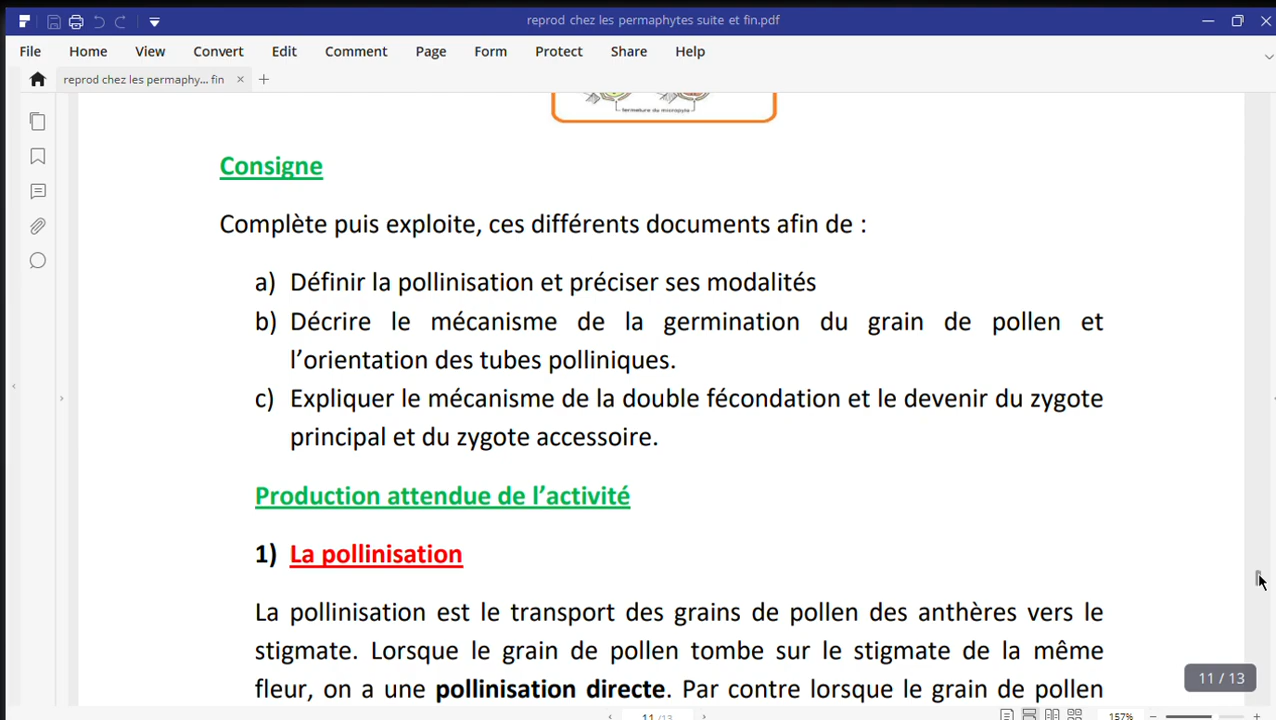 reprod chez les permaphytes suite et fin.pdf
File Home View Convert Edit Comment Page Form Protect Share Help
reprod chez les permaphy... fin
fermeture du micropyle
Consigne
Complète puis exploite, ces différents documents afin de :
a) Définir la pollinisation et préciser ses modalités
b) Décrire le mécanisme de la germination du grain de pollen et
l’orientation des tubes polliniques.
c) Expliquer le mécanisme de la double fécondation et le devenir du zygote
principal et du zygote accessoire.
Production attendue de l’activité
1) La pollinisation
La pollinisation est le transport des grains de pollen des anthères vers le
stigmate. Lorsque le grain de pollen tombe sur le stigmate de la même
fleur, on a une pollinisation directe. Par contre lorsque le grain de pollen
11 / 13
11 /13
157%